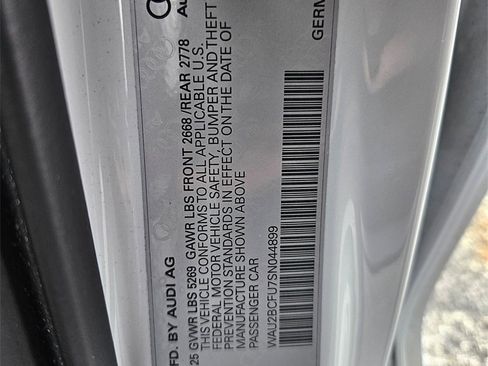 Au
GERM
FD. BY AUDI AG
25 GVWR LBS 5269 GAWR LBS FRONT 2668/REAR 2778
THIS VEHICLE CONFORMS TO ALL APPLICABLE U.S.
FEDERAL MOTOR VEHICLE SAFETY, BUMPER AND THEFT
PREVENTION STANDARDS IN EFFECT ON THE DATE OF
MANUFACTURE SHOWN ABOVE
PASSENGER CAR
WAU2BCFU7SN044899